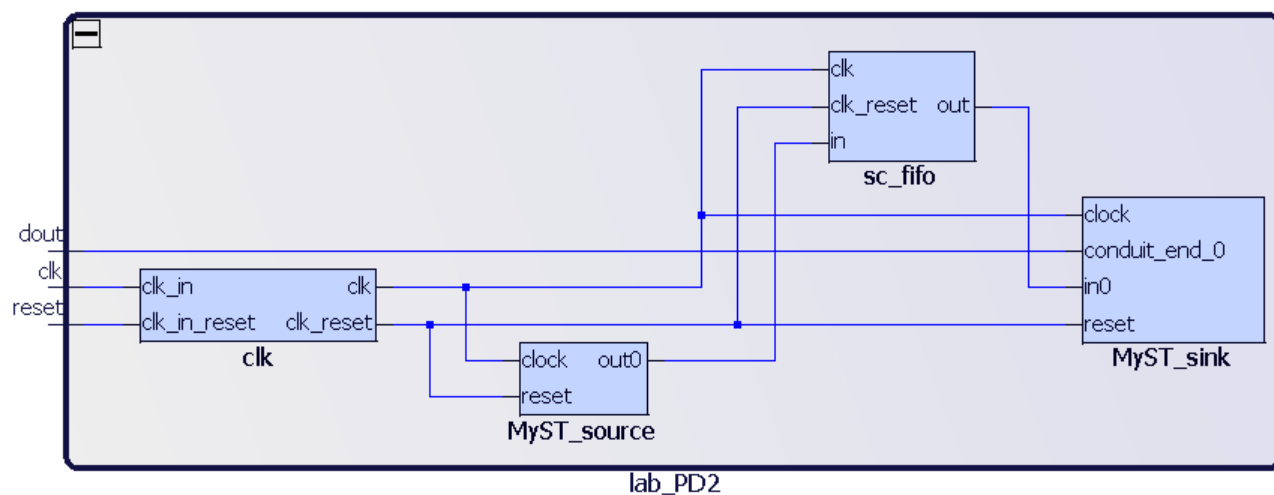 clk
clk_reset out
in
sc_fifo
dout
clk
reset
clock
conduit_end_0
in0
reset
MyST_sink
clk_in clk
clk_in_reset clk_reset
clk
clock out0
reset
MyST_source
lab_PD2